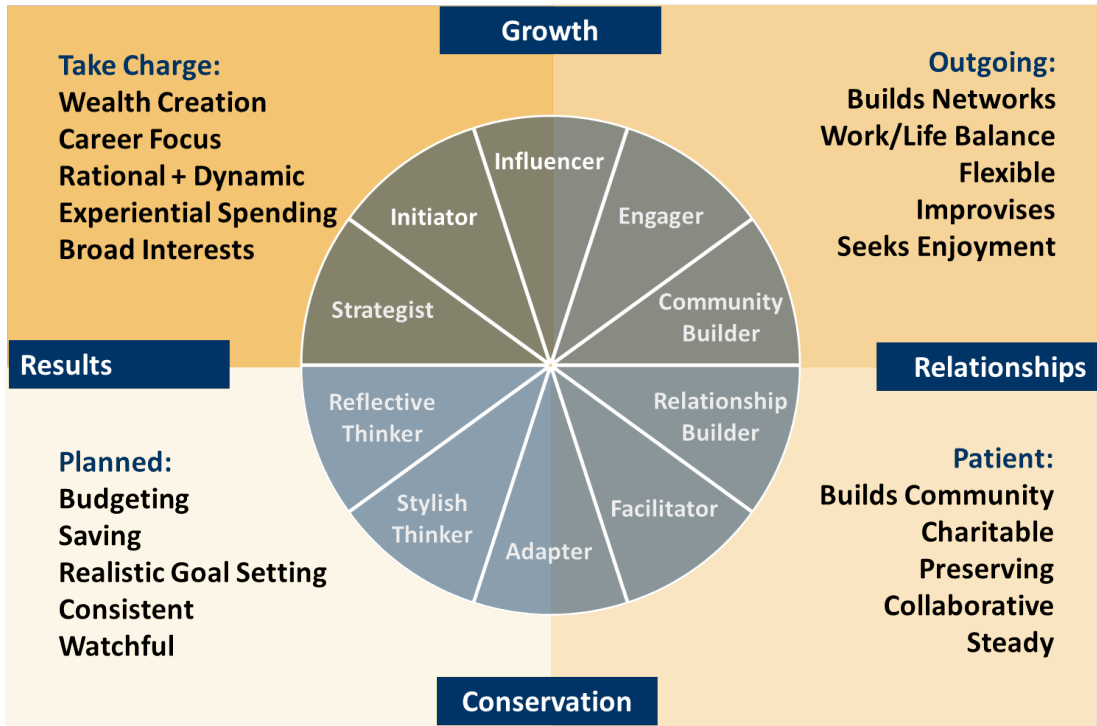 Growth
Take Charge:
Wealth Creation
Career Focus
Rational + Dynamic
Experiential Spending
Broad Interests
Outgoing:
Builds Networks
Work/Life Balance
Flexible
Improvises
Seeks Enjoyment
Influencer
Initiator
Engager
Strategist
Community
Builder
Results
Relationships
Reflective
Thinker
Relationship
Builder
Stylish
Thinker
Facilitator
Adapter
Planned:
Budgeting
Saving
Realistic Goal Setting
Consistent
Watchful
Patient:
Builds Community
Charitable
Preserving
Collaborative
Steady
Conservation